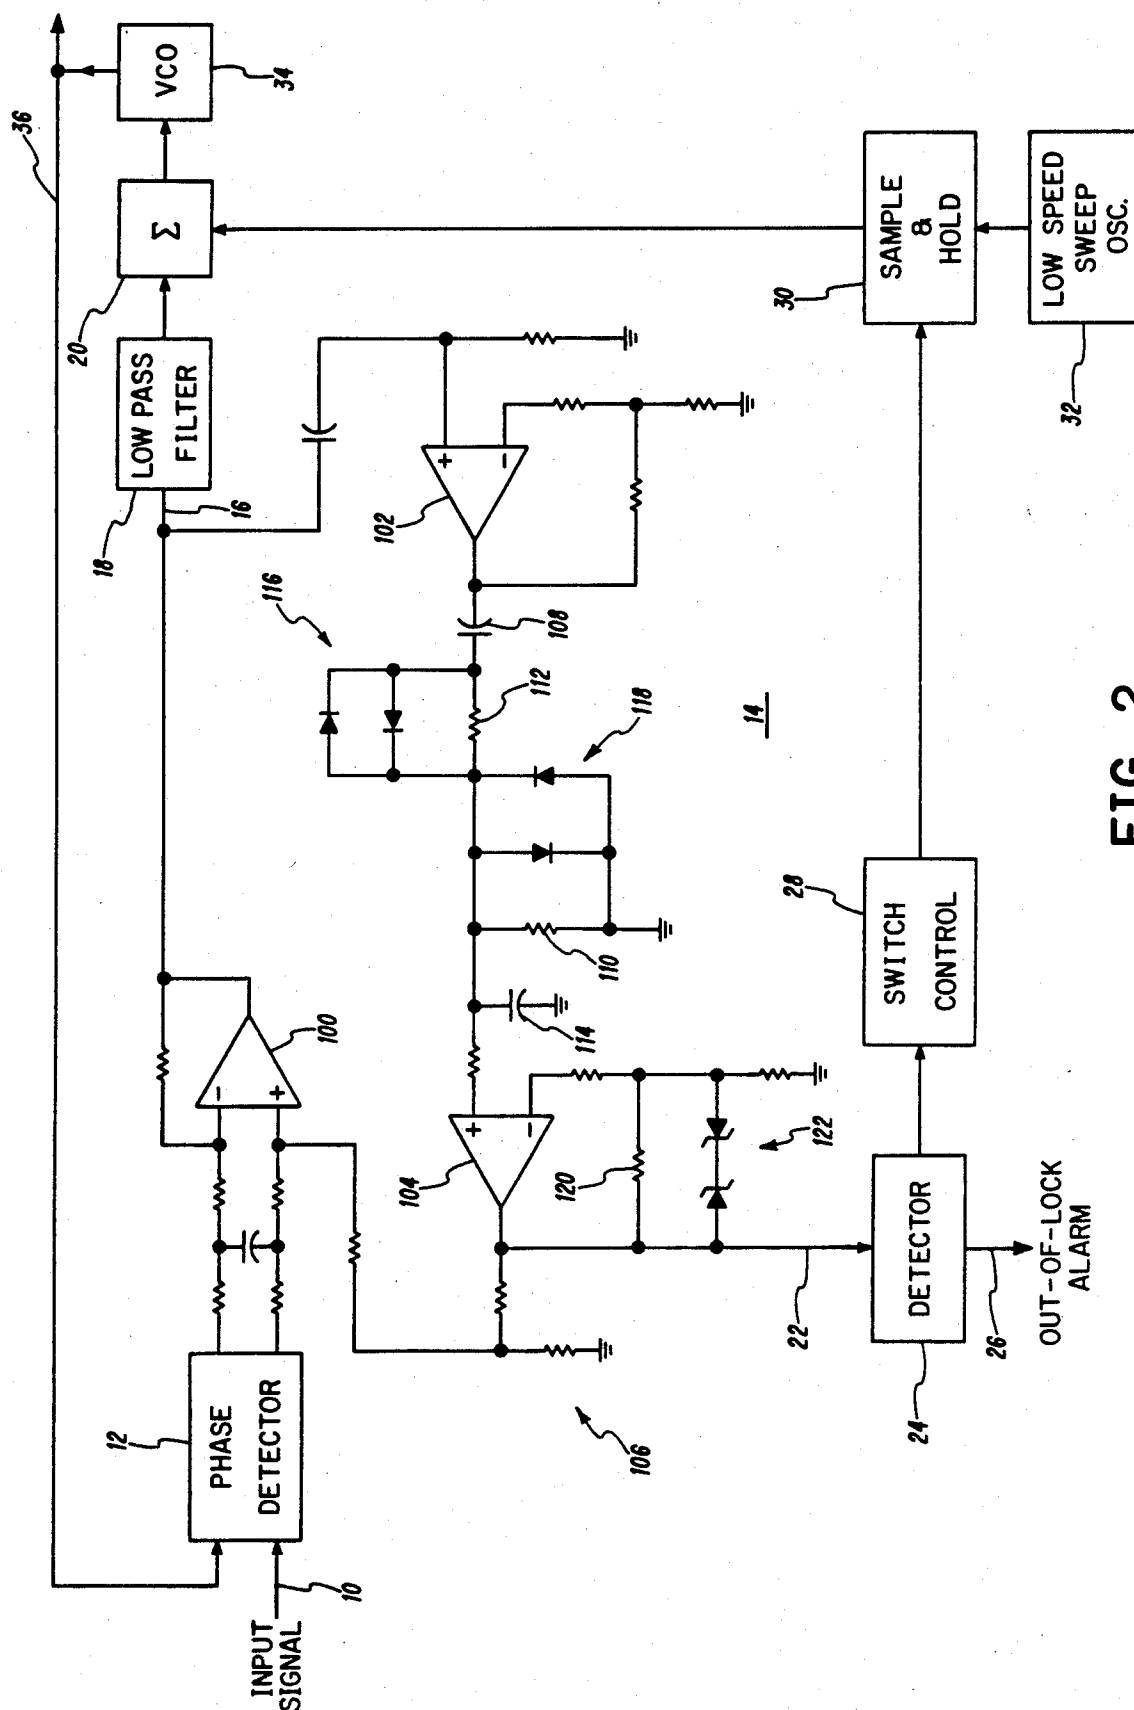 36
VCO
34
Σ
20
LOW PASS
FILTER
18
16
SAMPLE
&
HOLD
30
LOW SPEED
SWEEP
OSC.
32
+
-
102
116
108
112
118
14
110
114
-
+
100
+
-
104
120
122
SWITCH
CONTROL
28
PHASE
DETECTOR
12
106
22
DETECTOR
24
26
OUT-OF-LOCK
ALARM
10
INPUT
SIGNAL
FIG. 2